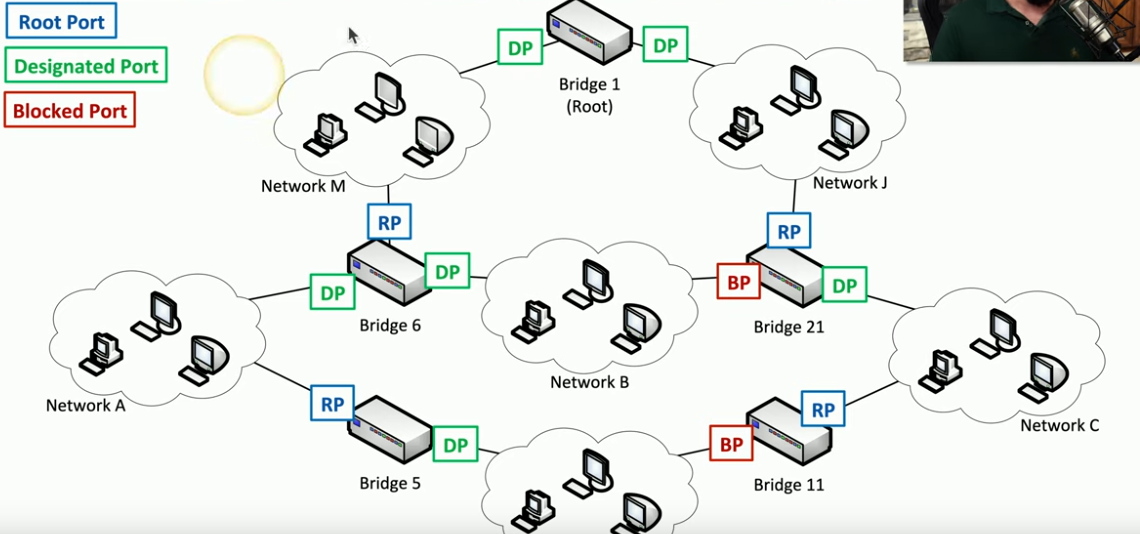 Root Port
Designated Port
Blocked Port
DP
DP
Bridge 1
(Root)
Network M
Network J
RP
RP
DP
DP
BP
DP
Bridge 6
Bridge 21
Network B
Network A
Network C
RP
DP
BP
RP
Bridge 5
Bridge 11